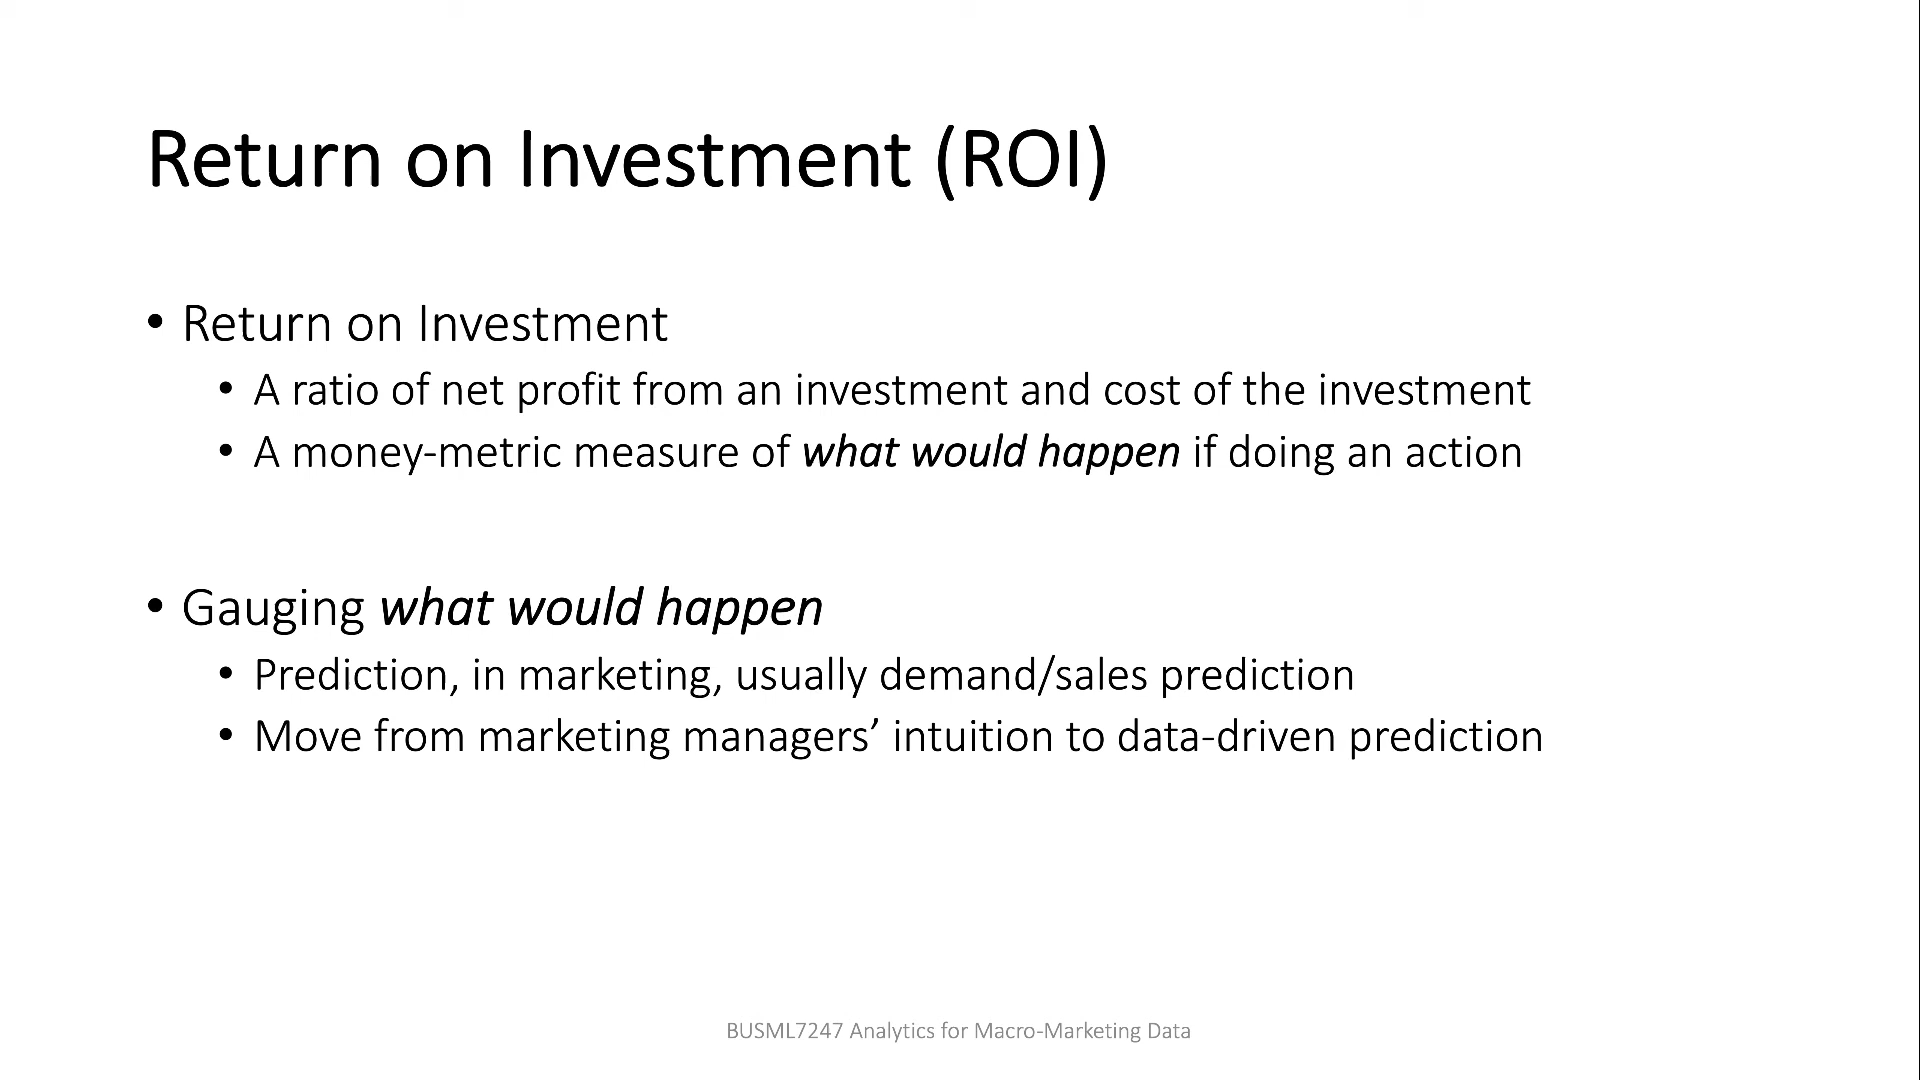 Return on Investment (ROI)
• Return on Investment
• A ratio of net profit from an investment and cost of the investment
• A money-metric measure of what would happen if doing an action
• Gauging what would happen
• Prediction, in marketing, usually demand/sales prediction
• Move from marketing managers’ intuition to data-driven prediction
BUSML7247 Analytics for Macro-Marketing Data